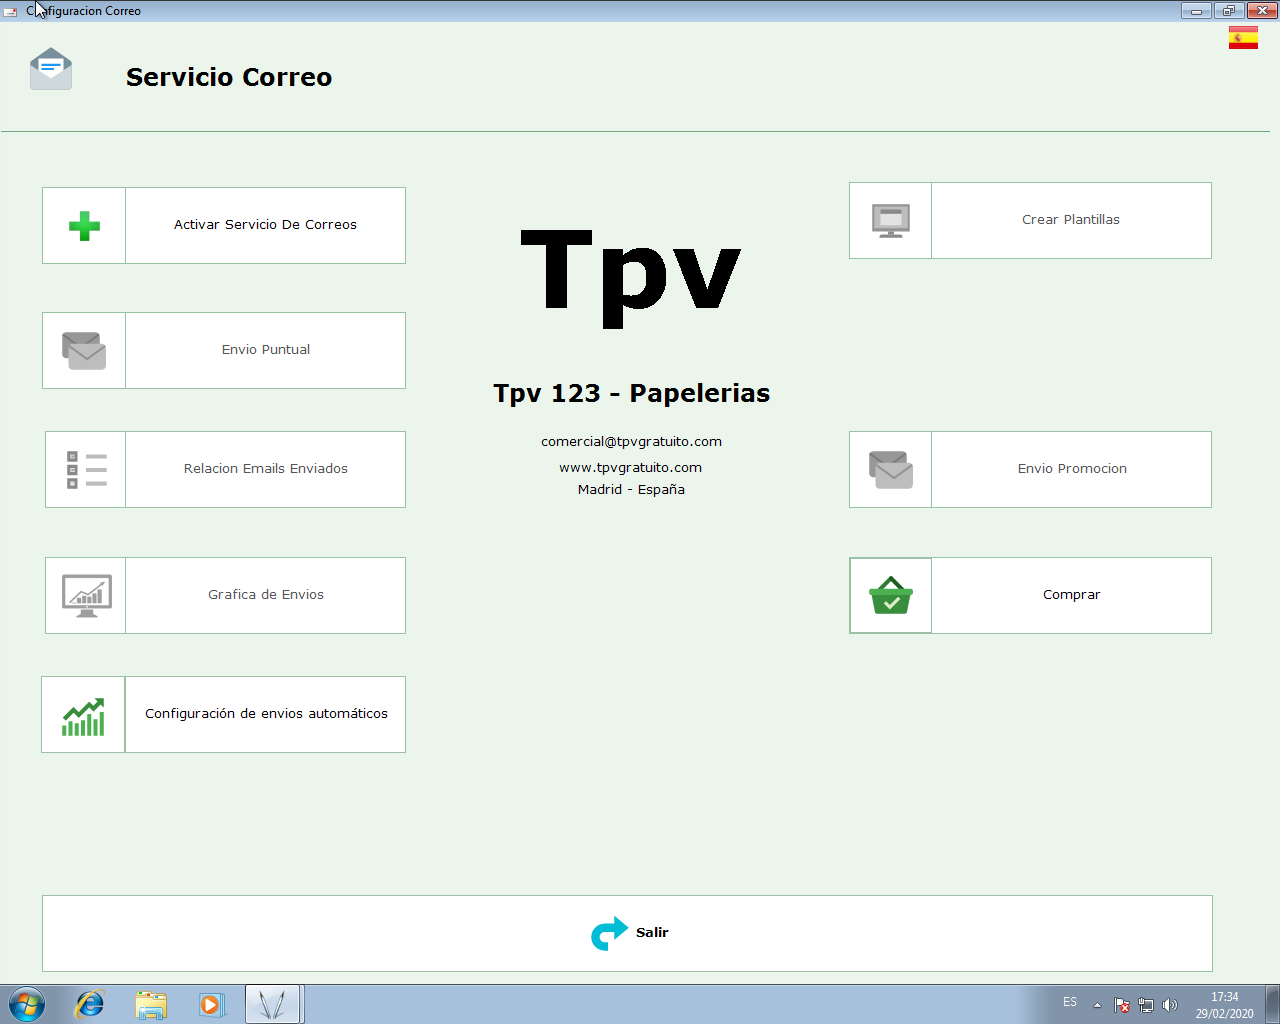 Configuracion Correo
Servicio Correo
Activar Servicio De Correos
Crear Plantillas
Tpv
Envio Puntual
Tpv 123 - Papelerias
comercial@tpvgratuito.com
www.tpvgratuito.com
Madrid - España
Relacion Emails Enviados
Envio Promocion
Grafica de Envios
Comprar
Configuración de envios automáticos
Salir
ES
17:34
29/02/2020